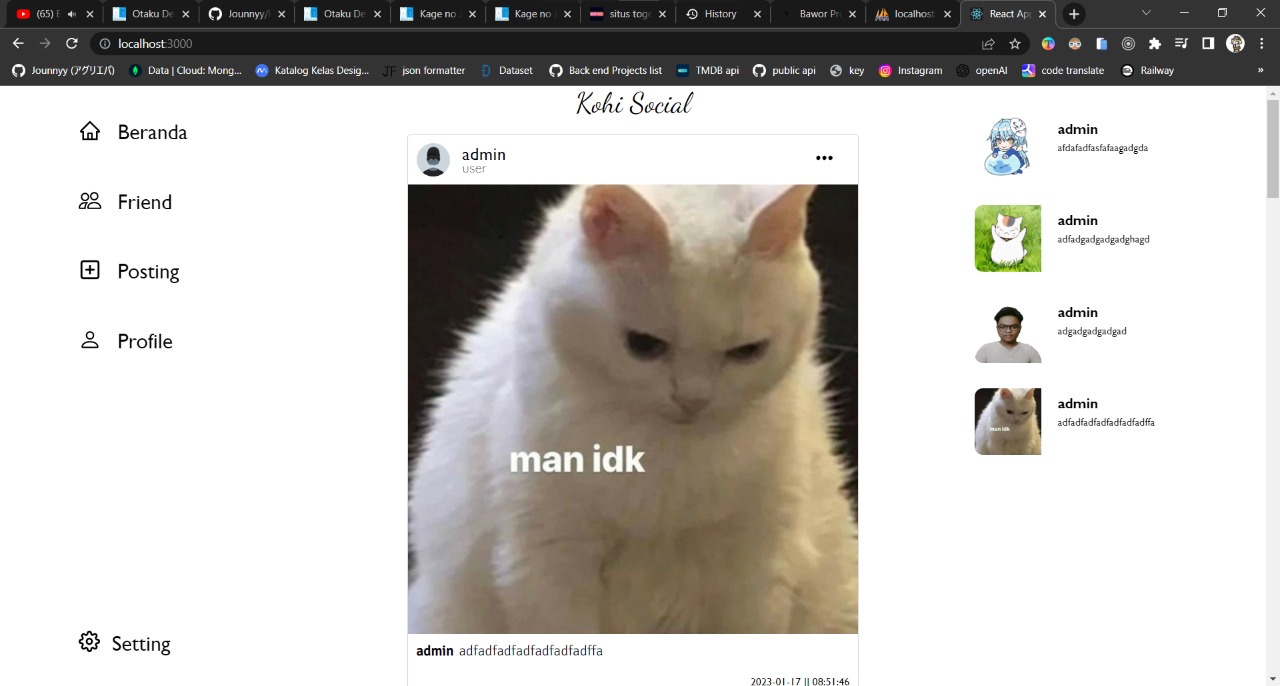 (65) E
Otaku De
Jounnyy/
Otaku De
Kage no
Kage no
situs tog
History
Bawor Pr
localhost
React App
localhost:3000
Jounnyy (アグリエパ)
Data | Cloud: Mong...
Katalog Kelas Desig...
JF json formatter
Dataset
Back end Projects list
TMDB api
public api
key
Instagram
openAI
code translate
Railway
»
Kohi Social
Beranda
Friend
Posting
Profile
Setting
admin
user
man idk
admin adfadfadfadfadfadfadffa
2023-01-17 || 08:51:46
admin
afdafadfasfafaagadgda
admin
adfadgadgadgadghagd
admin
adgadgadgadgad
admin
adfadfadfadfadfadfadffa
man idk